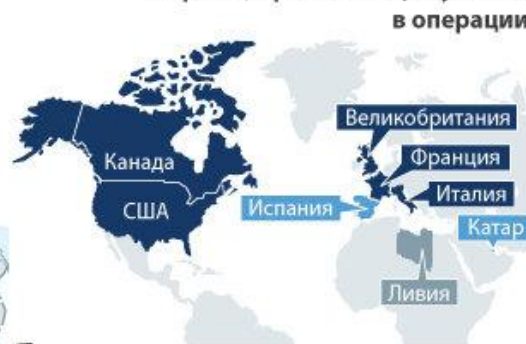 в операции
Великобритания
Канада
Франция
США
Испания
Италия
Катар
Ливия